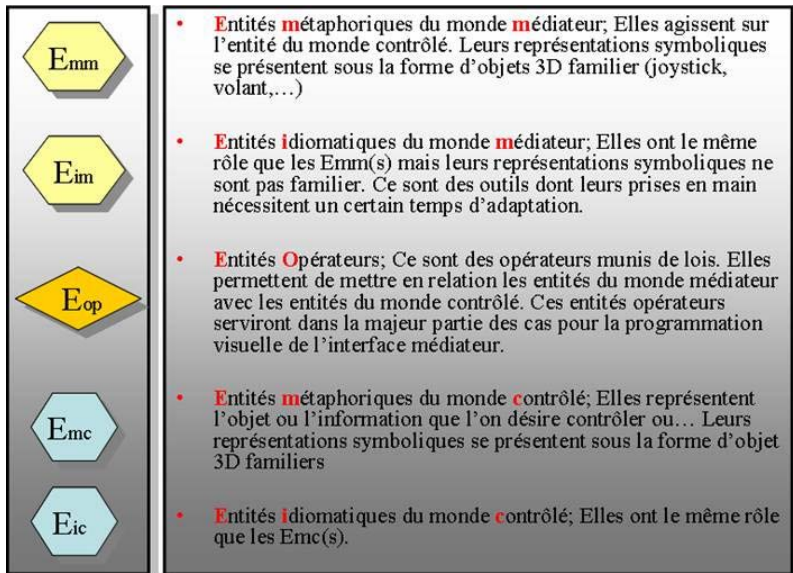 Emm
• Entités métaphoriques du monde médiateur; Elles agissent sur
l'entité du monde contrôlé. Leurs représentations symboliques
se présentent sous la forme d'objets 3D familier (joystick,
volant,…)
Eim
• Entités idiomatiques du monde médiateur; Elles ont le même
rôle que les Emm(s) mais leurs représentations symboliques ne
sont pas familier. Ce sont des outils dont leurs prises en main
nécessitent un certain temps d'adaptation.
Eop
• Entités Opérateurs; Ce sont des opérateurs munis de lois. Elles
permettent de mettre en relation les entités du monde médiateur
avec les entités du monde contrôlé. Ces entités opérateurs
serviront dans la majeur partie des cas pour la programmation
visuelle de l'interface médiateur.
Emc
• Entités métaphoriques du monde contrôlé; Elles représentent
l'objet ou l'information que l'on désire contrôler ou… Leurs
représentations symboliques se présentent sous la forme d'objet
3D familiers
Eic
• Entités idiomatiques du monde contrôlé; Elles ont le même rôle
que les Emc(s).